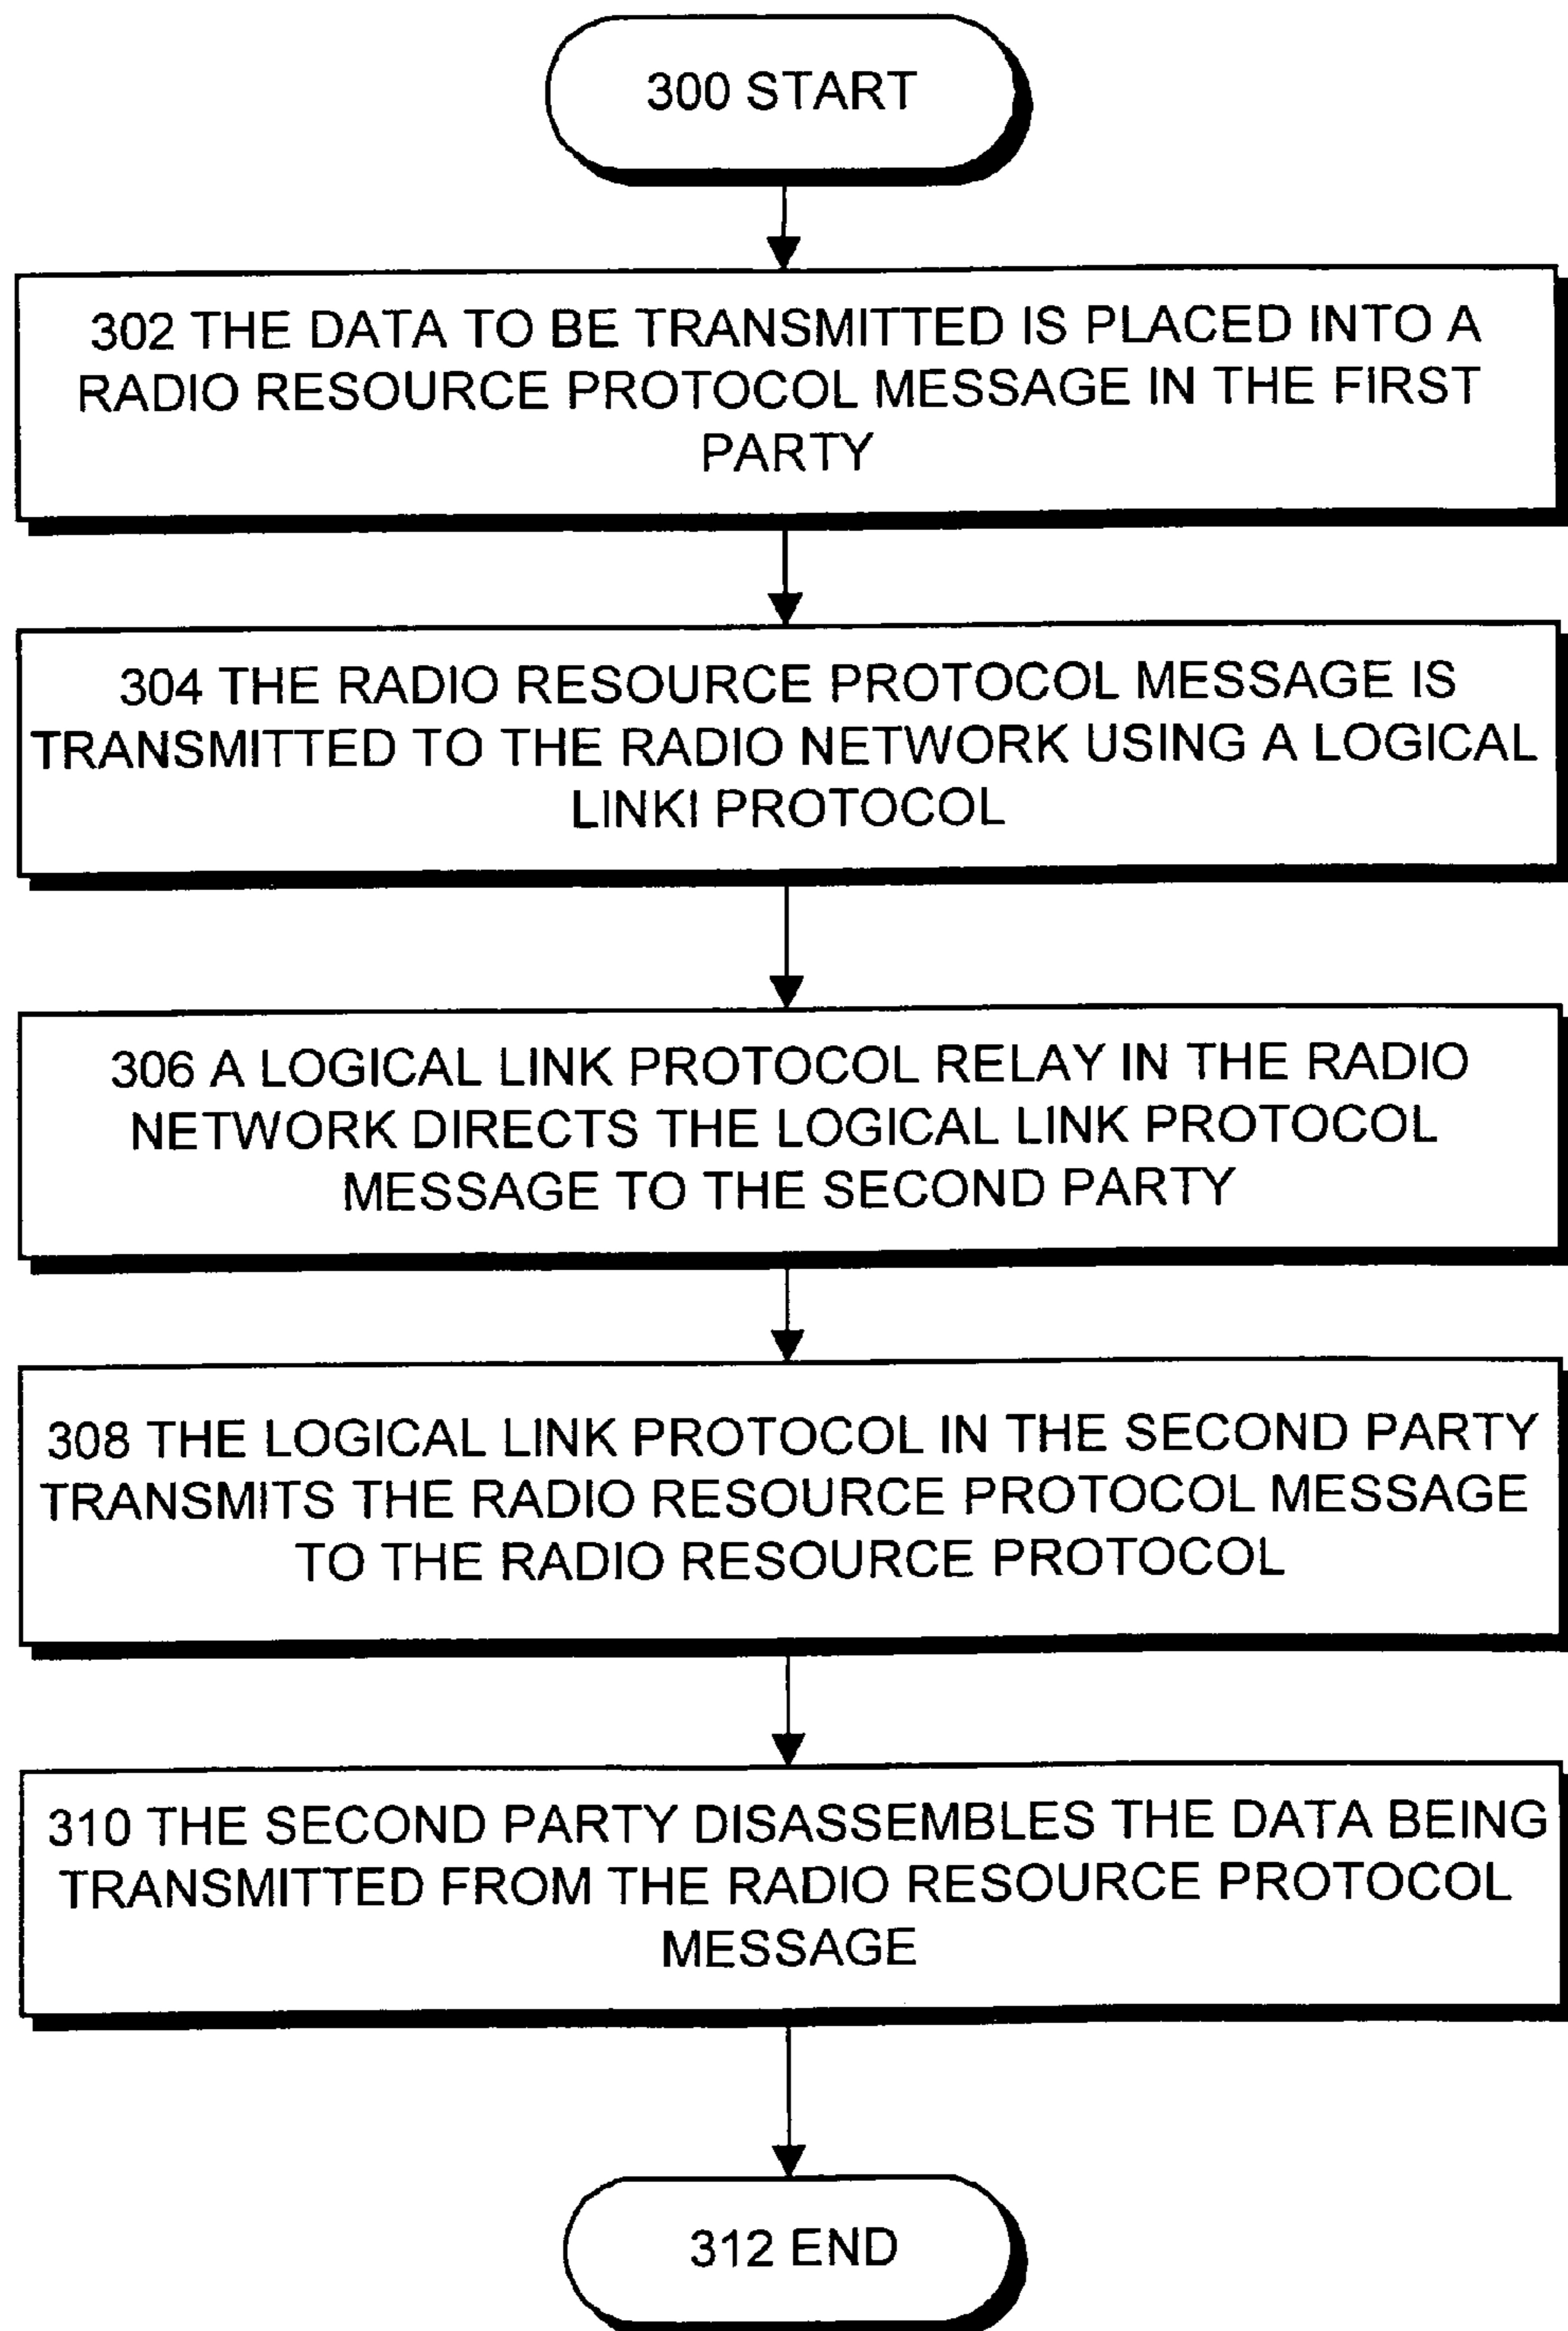 300 START
302 THE DATA TO BE TRANSMITTED IS PLACED INTO A
RADIO RESOURCE PROTOCOL MESSAGE IN THE FIRST
PARTY
304 THE RADIO RESOURCE PROTOCOL MESSAGE IS
TRANSMITTED TO THE RADIO NETWORK USING A LOGICAL
LINKI PROTOCOL
306 A LOGICAL LINK PROTOCOL RELAY IN THE RADIO
NETWORK DIRECTS THE LOGICAL LINK PROTOCOL
MESSAGE TO THE SECOND PARTY
308 THE LOGICAL LINK PROTOCOL IN THE SECOND PARTY
TRANSMITS THE RADIO RESOURCE PROTOCOL MESSAGE
TO THE RADIO RESOURCE PROTOCOL
310 THE SECOND PARTY DISASSEMBLES THE DATA BEING
TRANSMITTED FROM THE RADIO RESOURCE PROTOCOL
MESSAGE
312 END